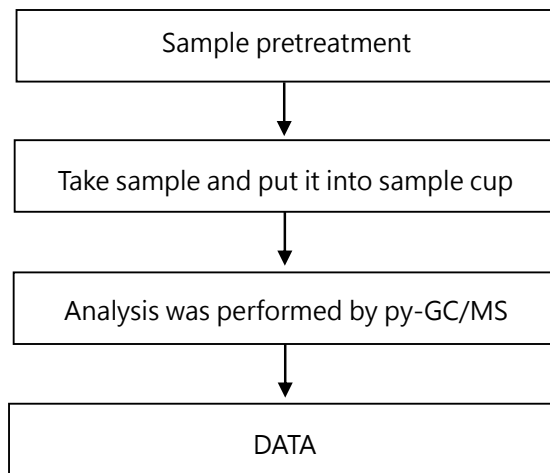 Sample pretreatment
Take sample and put it into sample cup
Analysis was performed by py-GC/MS
DATA